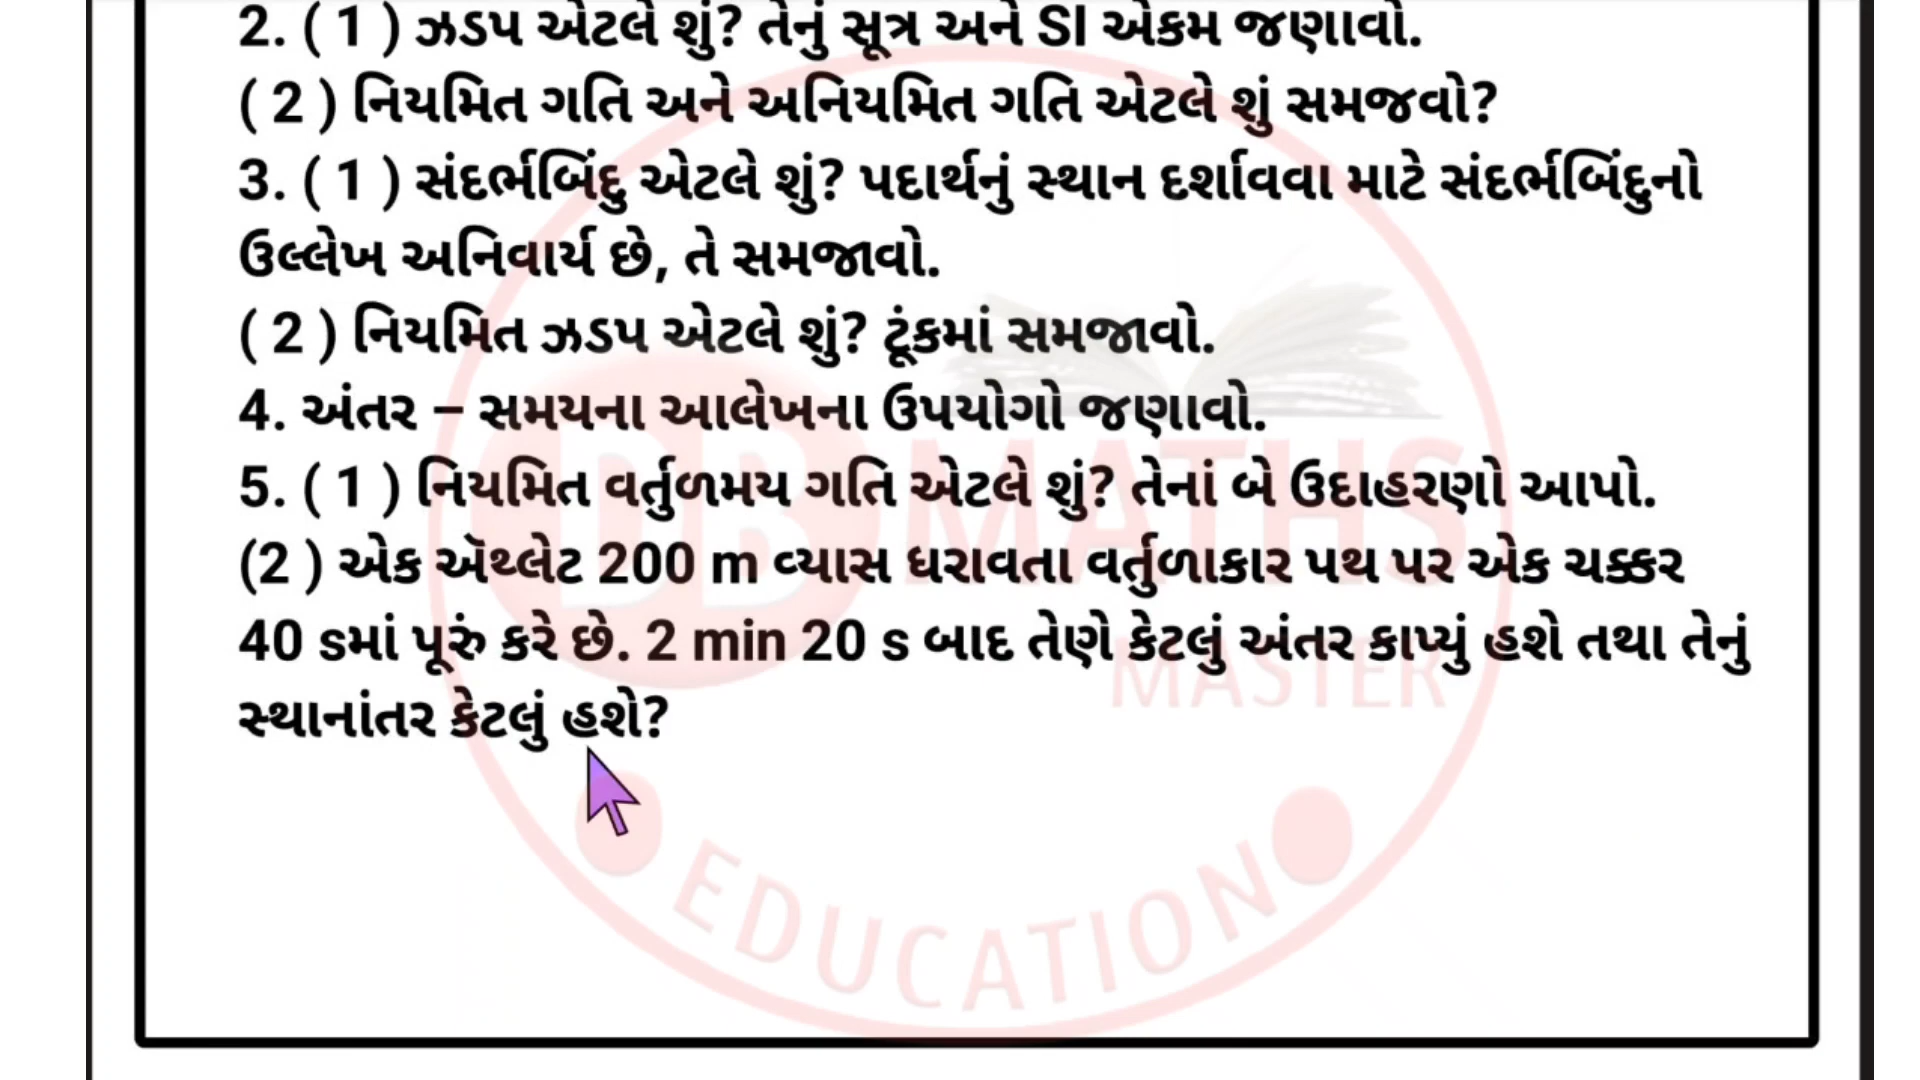 2. ( 1 ) ઝડપ એટલે શું? તેનું સૂત્ર અને SI એકમ જણાવો.
( 2 ) નિયમિત ગતિ અને અનિયમિત ગતિ એટલે શું સમજવો?
3. ( 1 ) સંદર્ભબિંદુ એટલે શું? પદાર્થનું સ્થાન દર્શાવવા માટે સંદર્ભબિંદુનો
ઉલ્લેખ અનિવાર્ય છે, તે સમજાવો.
( 2 ) નિયમિત ઝડપ એટલે શું? ટૂંકમાં સમજાવો.
4. અંતર – સમયના આલેખના ઉપયોગો જણાવો.
5. ( 1 ) નિયમિત વર્તુળમય ગતિ એટલે શું? તેનાં બે ઉદાહરણો આપો.
(2 ) એક ઍથ્લેટ 200 m વ્યાસ ધરાવતા વર્તુળાકાર પથ પર એક ચક્કર
40 sમાં પૂરું કરે છે. 2 min 20 s બાદ તેણે કેટલું અંતર કાપ્યું હશે તથા તેનું
સ્થાનાંતર કેટલું હશે?
DB MATHS
MASTER
EDUCATION